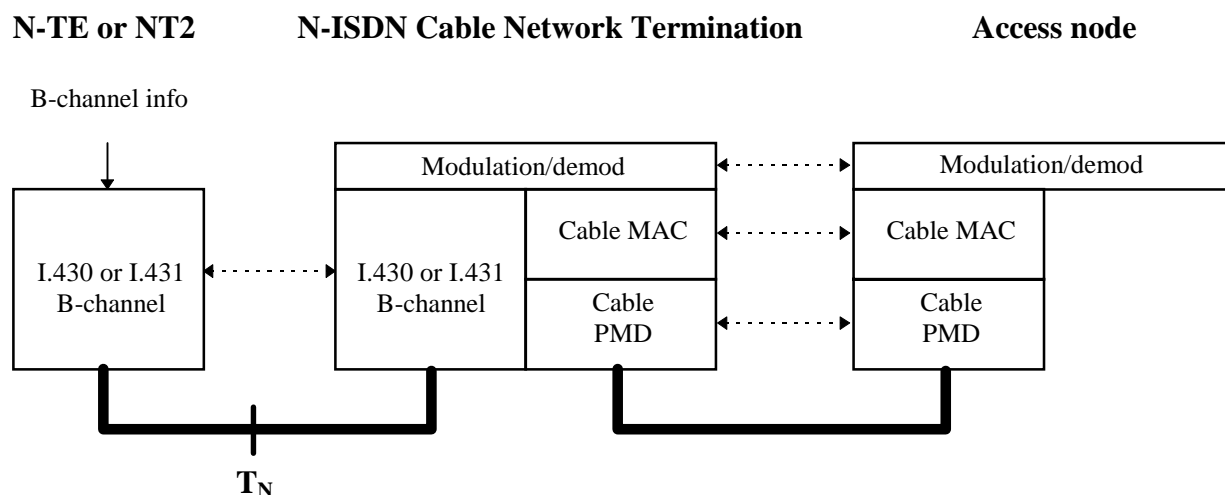 N-TE or NT2
N-ISDN Cable Network Termination
Access node
B-channel info
Modulation/demod
Modulation/demod
Cable MAC
Cable MAC
I.430 or I.431
B-channel
I.430 or I.431
B-channel
Cable
PMD
Cable
PMD
TN